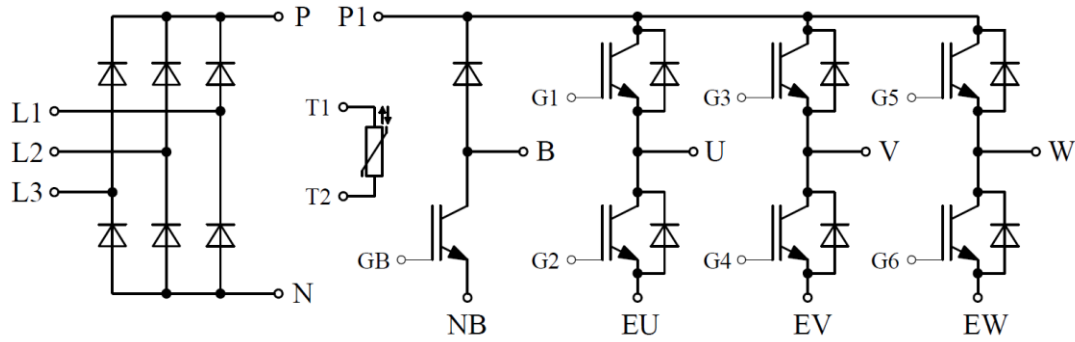 P P1
G1 G3 G5
L1 T1
L2 B U V W
L3 T2
GB G2 G4 G6
N
NB EU EV EW